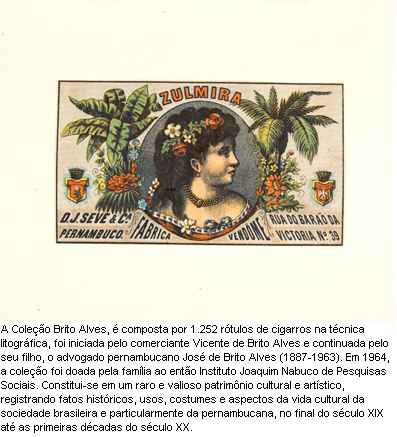 ZULMIRA
D.J. SEVE & Ca.
PERNAMBUCO.
FABRICA
VENDOME
RUA DO BARAÕ DA
VICTORIA No. 39
A Coleção Brito Alves, é composta por 1.252 rótulos de cigarros na técnica
litográfica, foi iniciada pelo comerciante Vicente de Brito Alves e continuada pelo
seu filho, o advogado pernambucano José de Brito Alves (1887-1963). Em 1964,
a coleção foi doada pela família ao então Instituto Joaquim Nabuco de Pesquisas
Sociais. Constitui-se em um raro e valioso patrimônio cultural e artístico,
registrando fatos históricos, usos, costumes e aspectos da vida cultural da
sociedade brasileira e particularmente da pernambucana, no final do século XIX
até as primeiras décadas do século XX.